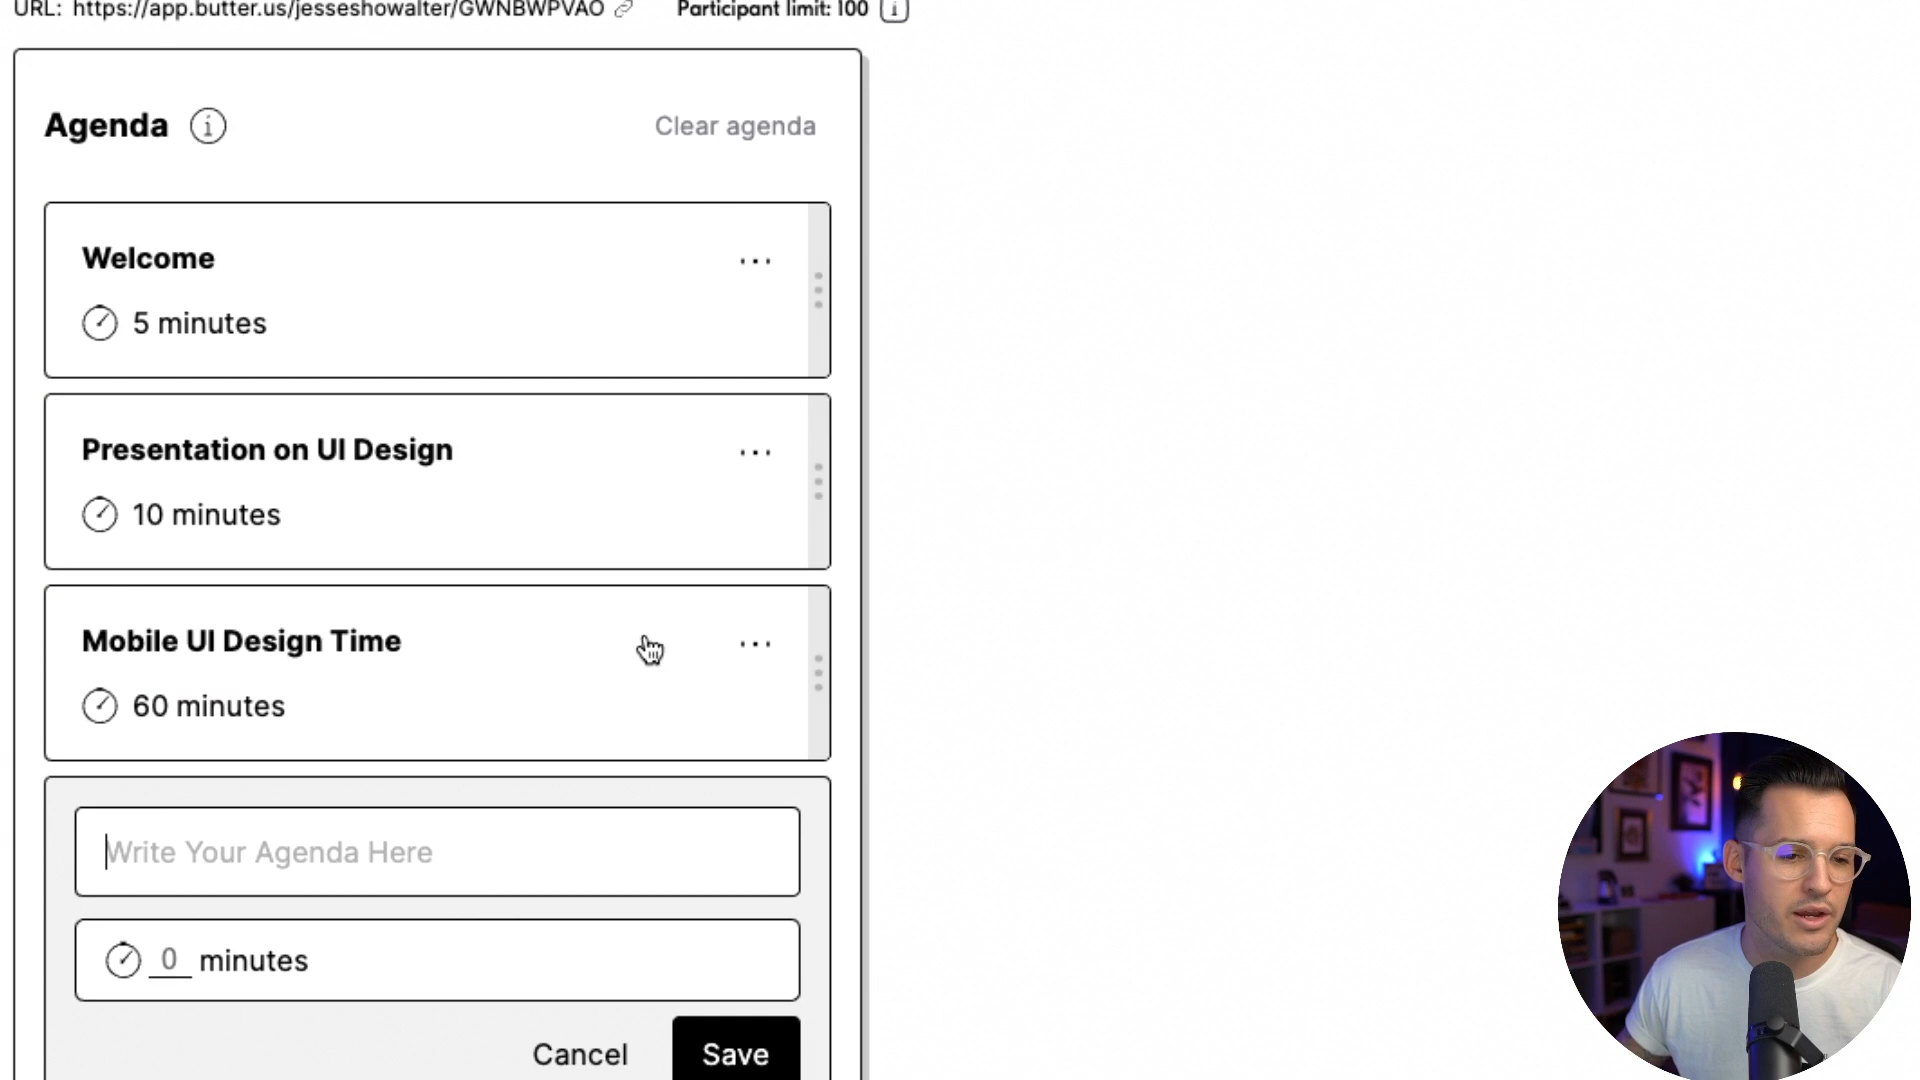 URL: https://app.butter.us/jesseshowalter/GWNBWPVAO Participant limit: 100
Agenda Clear agenda
Welcome
5 minutes
Presentation on UI Design
10 minutes
Mobile UI Design Time
60 minutes
Write Your Agenda Here
0 minutes
Cancel Save